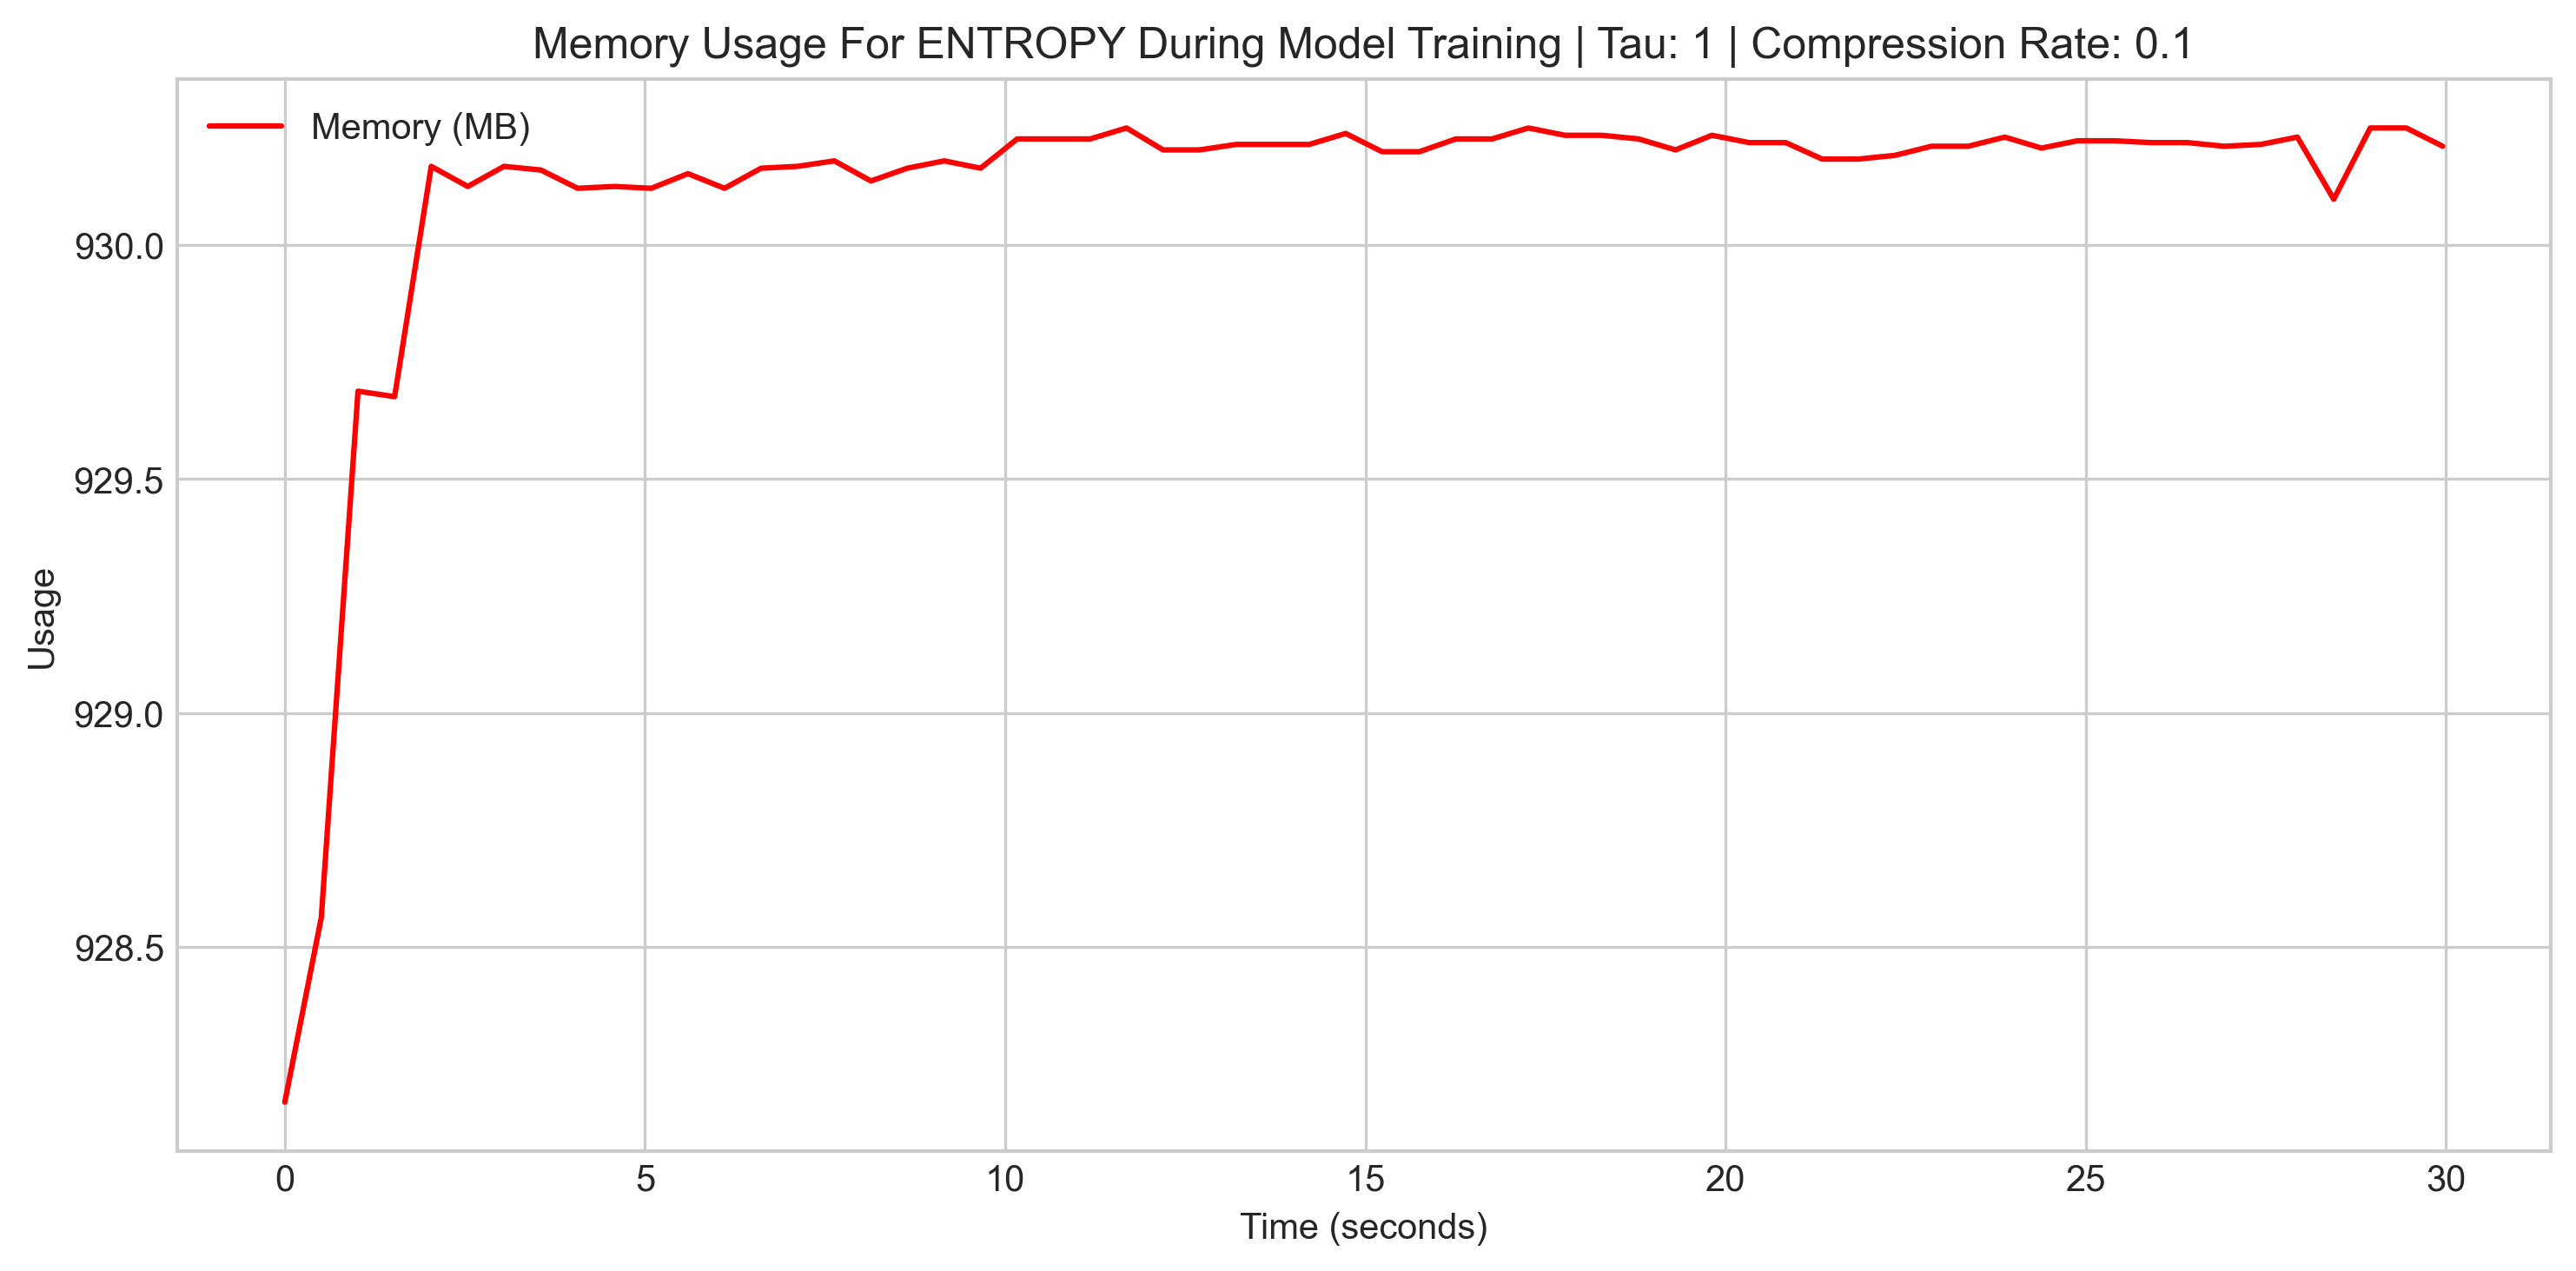 Memory Usage For ENTROPY During Model Training | Tau: 1 | Compression Rate: 0.1
Memory (MB)
930.0
929.5
929.0
928.5
Usage
0 5 10 15 20 25 30
Time (seconds)